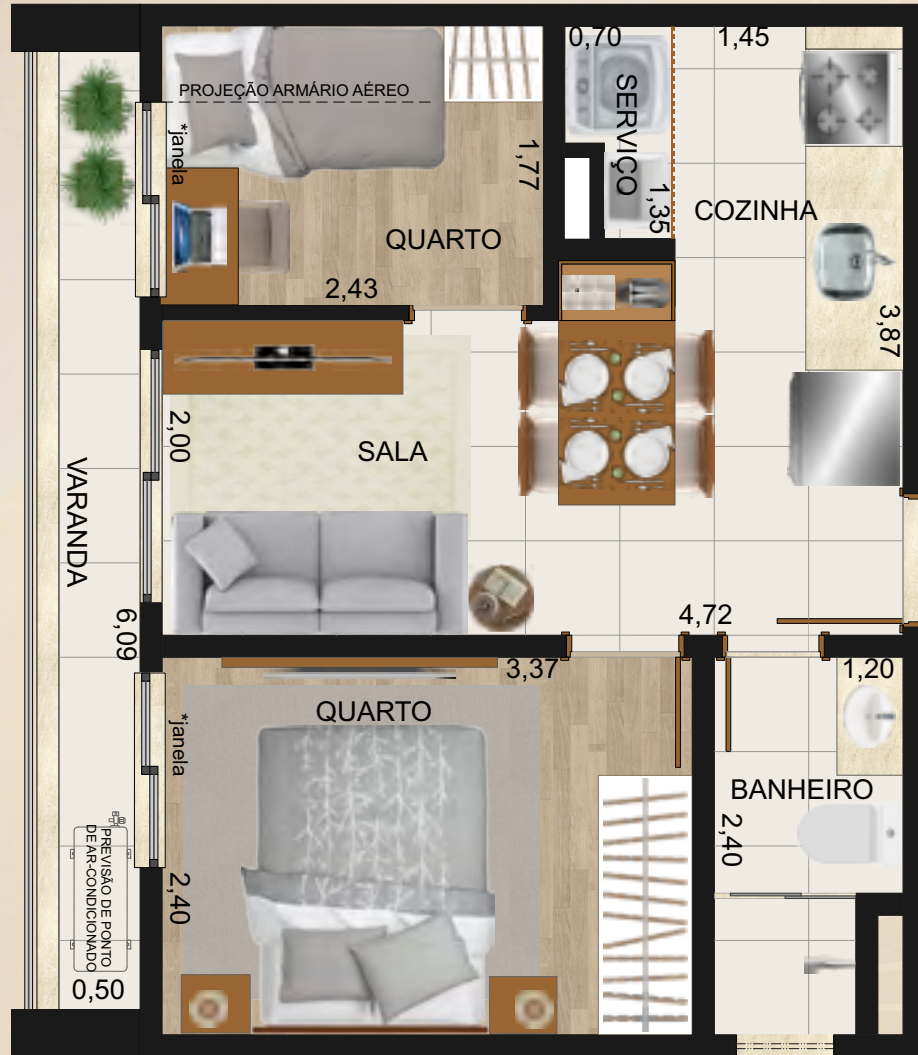 0,70
1,45
PROJEÇÃO ARMÁRIO AÉREO
*janela
SERVIÇO
1,77
1,35
COZINHA
QUARTO
2,43
3,87
2,00
SALA
VARANDA
6,09
4,72
3,37
1,20
QUARTO
*janela
BANHEIRO
2,40
2,40
PREVISÃO DE PONTO
DE AR-CONDICIONADO
0,50